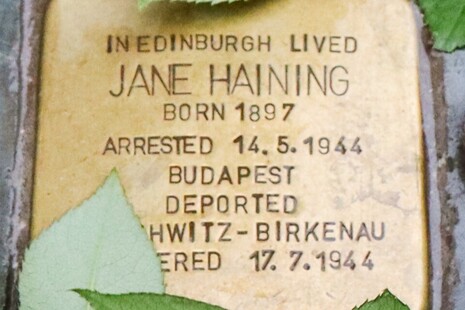 IN EDINBURGH LIVED
JANE HAINING
BORN 1897
ARRESTED 14.5.1944
BUDAPEST
DEPORTED
HWITZ-BIRKENAU
ERED 17.7.1944